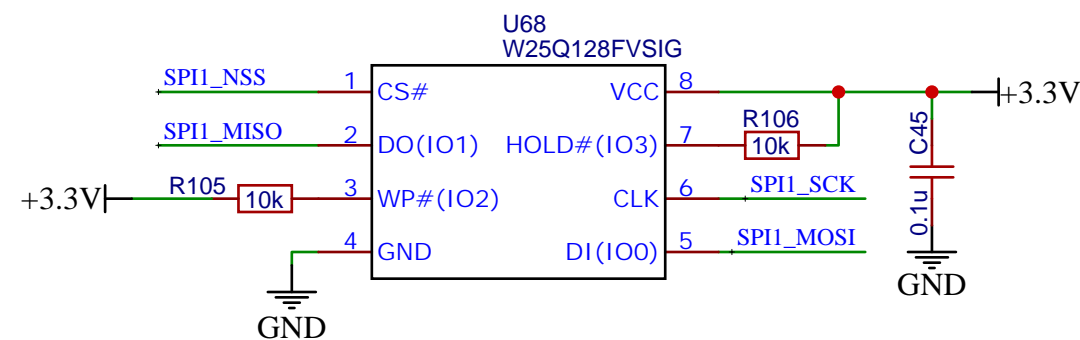 U68
W25Q128FVSIG
SPI1_NSS 1 CS# VCC 8 +3.3V
SPI1_MISO 2 DO(IO1) HOLD#(IO3) 7 R106 10k C45
+3.3V R105 10k 3 WP#(IO2) CLK 6 SPI1_SCK 0.1u
4 GND DI(IO0) 5 SPI1_MOSI
GND GND